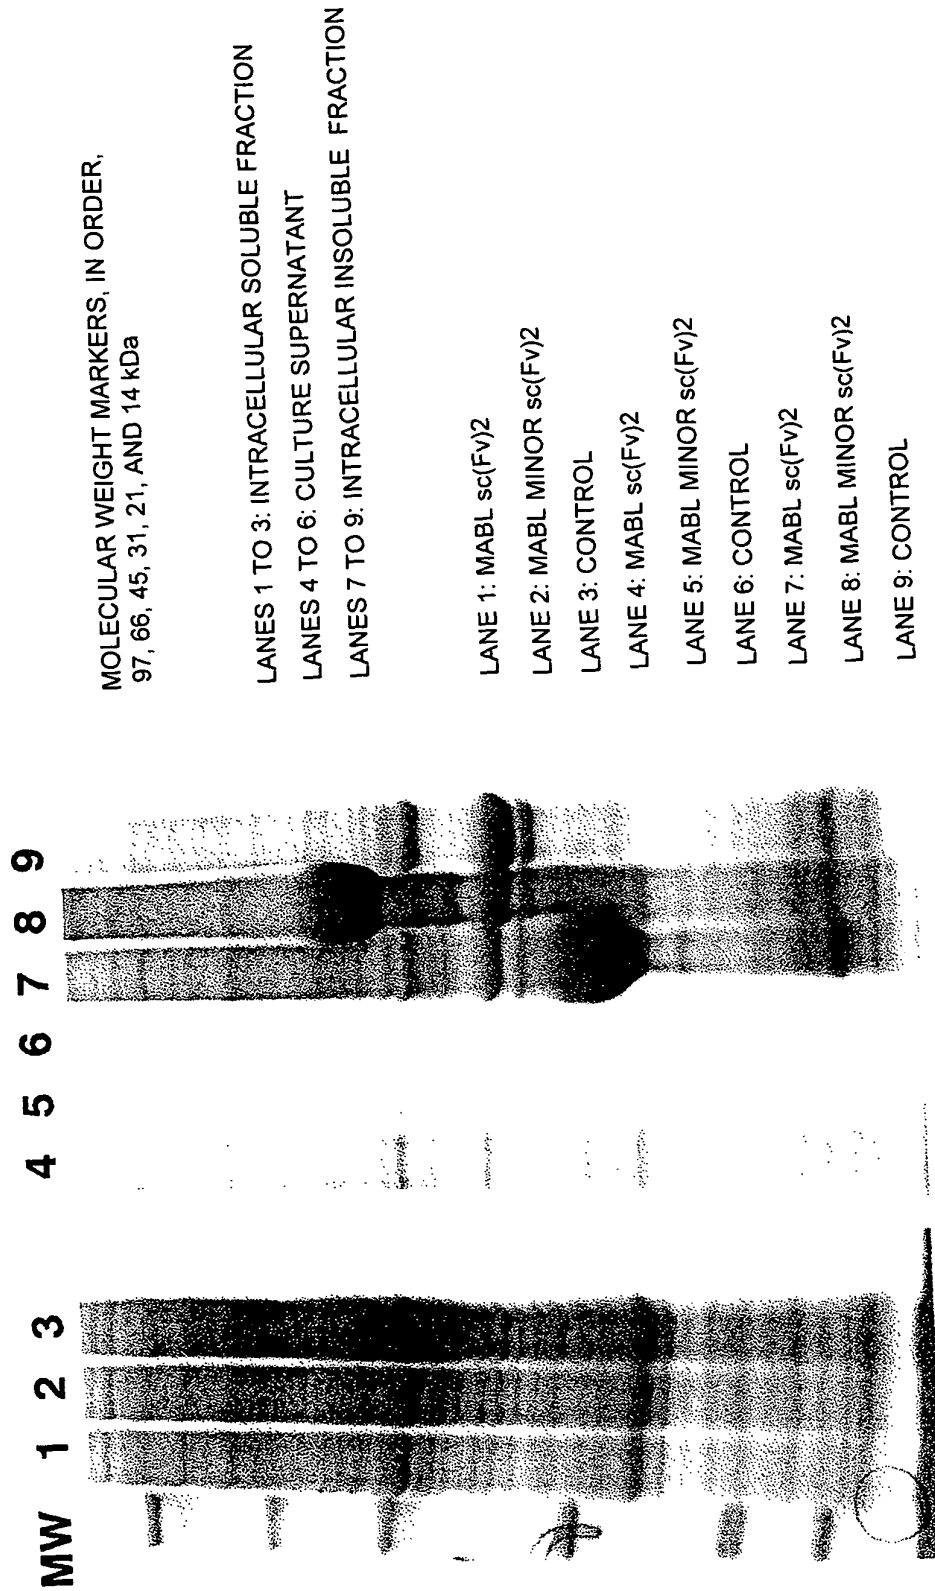 MW 1 2 3 4 5 6 7 8 9
MOLECULAR WEIGHT MARKERS, IN ORDER,
97, 66, 45, 31, 21, AND 14 kDa
LANES 1 TO 3: INTRACELLULAR SOLUBLE FRACTION
LANES 4 TO 6: CULTURE SUPERNATANT
LANES 7 TO 9: INTRACELLULAR INSOLUBLE FRACTION
LANE 1: MABL sc(Fv)2
LANE 2: MABL MINOR sc(Fv)2
LANE 3: CONTROL
LANE 4: MABL sc(Fv)2
LANE 5: MABL MINOR sc(Fv)2
LANE 6: CONTROL
LANE 7: MABL sc(Fv)2
LANE 8: MABL MINOR sc(Fv)2
LANE 9: CONTROL